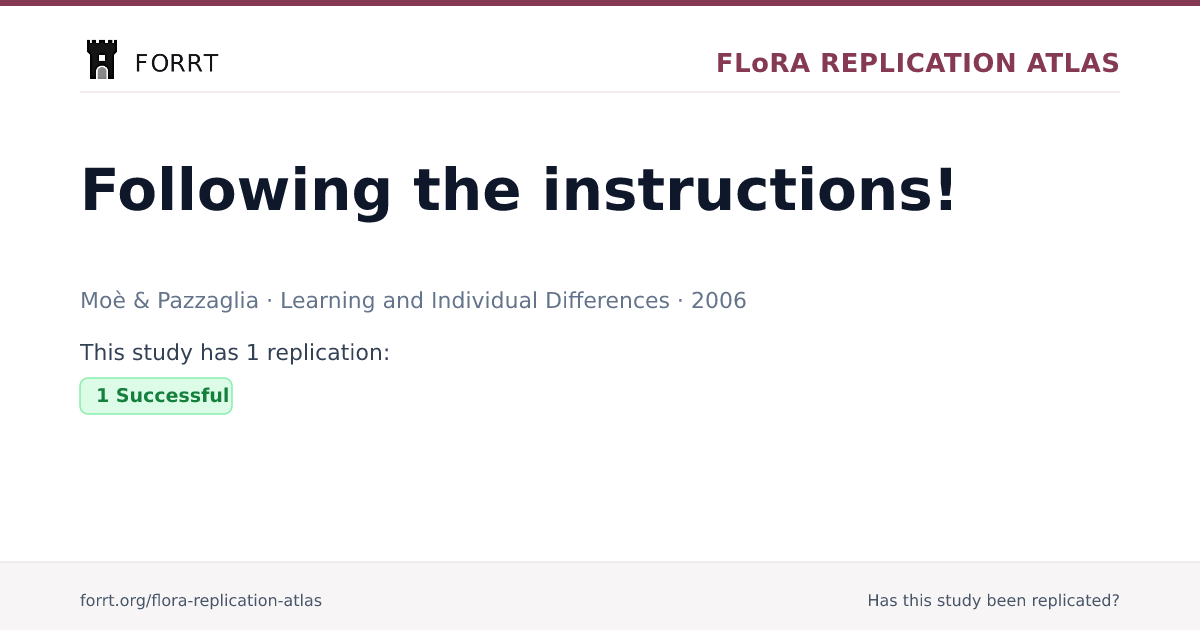 FORRT
FLoRA REPLICATION ATLAS
Following the instructions!
Moè & Pazzaglia · Learning and Individual Differences · 2006
This study has 1 replication:
1 Successful
forrt.org/flora-replication-atlas
Has this study been replicated?